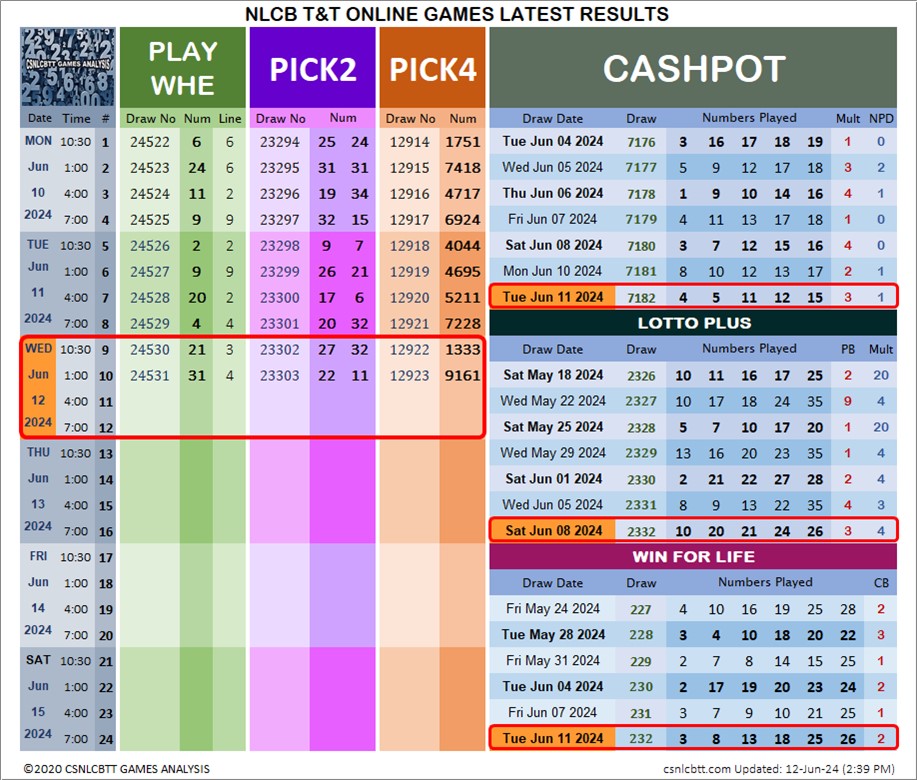 NLCB T&T ONLINE GAMES LATEST RESULTS
CSNLCBTT GAMES ANALYSIS
PLAY WHE
PICK2
PICK4
Date Time # Draw No Num Line Draw No Num Draw No Num
MON 10:30 1 24522 6 6 23294 25 24 12914 1751
Jun 1:00 2 24523 24 6 23295 31 31 12915 7418
10 4:00 3 24524 11 2 23296 19 34 12916 4717
2024 7:00 4 24525 9 9 23297 32 15 12917 6924
TUE 10:30 5 24526 2 2 23298 9 7 12918 4044
Jun 1:00 6 24527 9 9 23299 26 21 12919 4695
11 4:00 7 24528 20 2 23300 17 6 12920 5211
2024 7:00 8 24529 4 4 23301 20 32 12921 7228
WED 10:30 9 24530 21 3 23302 27 32 12922 1333
Jun 1:00 10 24531 31 4 23303 22 11 12923 9161
12 4:00 11
2024 7:00 12
THU 10:30 13
Jun 1:00 14
13 4:00 15
2024 7:00 16
FRI 10:30 17
Jun 1:00 18
14 4:00 19
2024 7:00 20
SAT 10:30 21
Jun 1:00 22
15 4:00 23
2024 7:00 24
CASHPOT
Draw Date Draw Numbers Played Mult NPD
Tue Jun 04 2024 7176 3 16 17 18 19 1 0
Wed Jun 05 2024 7177 5 9 12 17 18 3 2
Thu Jun 06 2024 7178 1 9 10 14 16 4 1
Fri Jun 07 2024 7179 4 11 13 17 18 1 0
Sat Jun 08 2024 7180 3 7 12 15 16 4 0
Mon Jun 10 2024 7181 8 10 12 13 17 2 1
Tue Jun 11 2024 7182 4 5 11 12 15 3 1
LOTTO PLUS
Draw Date Draw Numbers Played PB Mult
Sat May 18 2024 2326 10 11 16 17 25 2 20
Wed May 22 2024 2327 10 17 18 24 35 9 4
Sat May 25 2024 2328 5 7 10 17 20 1 20
Wed May 29 2024 2329 13 16 20 23 35 1 4
Sat Jun 01 2024 2330 2 21 22 27 28 2 4
Wed Jun 05 2024 2331 8 9 13 22 35 4 3
Sat Jun 08 2024 2332 10 20 21 24 26 3 4
WIN FOR LIFE
Draw Date Draw Numbers Played CB
Fri May 24 2024 227 4 10 16 19 25 28 2
Tue May 28 2024 228 3 4 10 18 20 22 3
Fri May 31 2024 229 2 7 8 14 15 25 1
Tue Jun 04 2024 230 2 17 19 20 23 24 2
Fri Jun 07 2024 231 3 7 9 10 21 25 1
Tue Jun 11 2024 232 3 8 13 18 25 26 2
©2020 CSNLCBTT GAMES ANALYSIS
csnlcbtt.com Updated: 12-Jun-24 (2:39 PM)